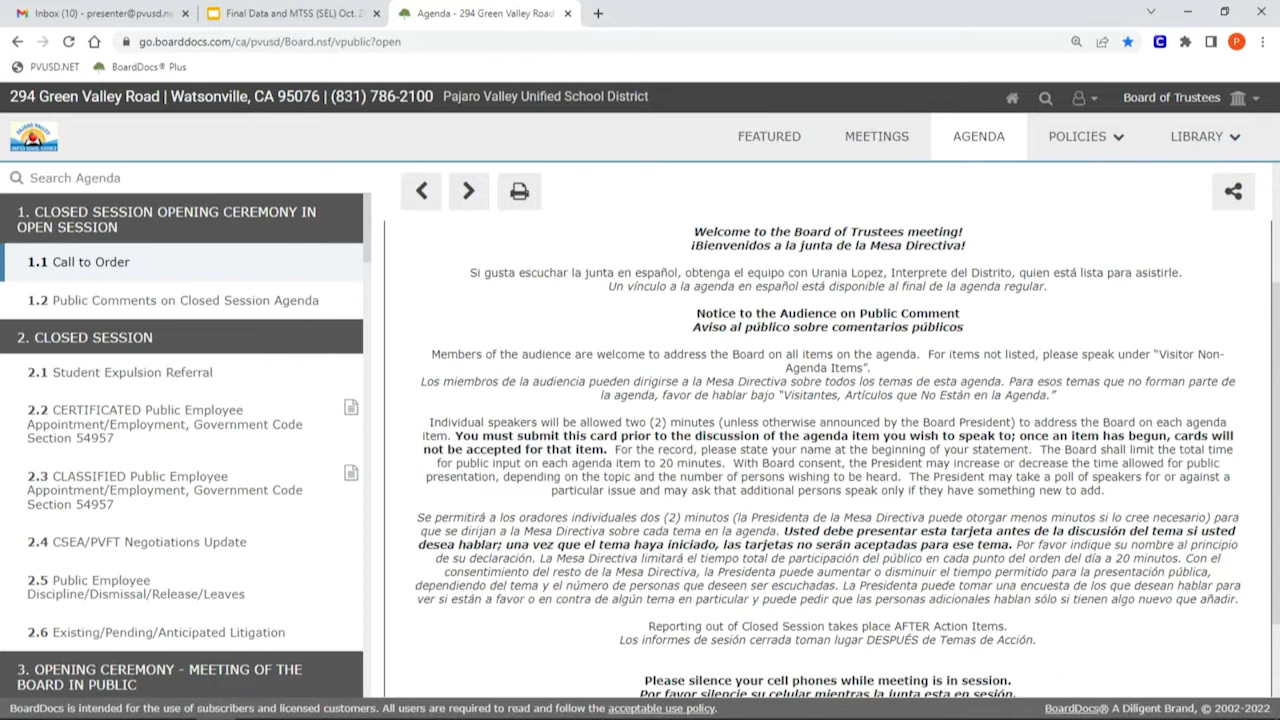 Inbox (10) - presenter@pvusd.ne
Final Data and MTSS (SEL) Oct. 2
Agenda - 294 Green Valley Road
go.boarddocs.com/ca/pvusd/Board.nsf/vpublic?open
PVUSD.NET
BoardDocs® Plus
294 Green Valley Road | Watsonville, CA 95076 | (831) 786-2100 Pajaro Valley Unified School District
Board of Trustees
FEATURED
MEETINGS
AGENDA
POLICIES
LIBRARY
Search Agenda
1. CLOSED SESSION OPENING CEREMONY IN
OPEN SESSION
1.1 Call to Order
1.2 Public Comments on Closed Session Agenda
2. CLOSED SESSION
2.1 Student Expulsion Referral
2.2 CERTIFICATED Public Employee
Appointment/Employment, Government Code
Section 54957
2.3 CLASSIFIED Public Employee
Appointment/Employment, Government Code
Section 54957
2.4 CSEA/PVFT Negotiations Update
2.5 Public Employee
Discipline/Dismissal/Release/Leaves
2.6 Existing/Pending/Anticipated Litigation
3. OPENING CEREMONY - MEETING OF THE
BOARD IN PUBLIC
Welcome to the Board of Trustees meeting!
¡Bienvenidos a la junta de la Mesa Directiva!
Si gusta escuchar la junta en español, obtenga el equipo con Urania Lopez, Interprete del Distrito, quien está lista para asistirle.
Un vínculo a la agenda en español está disponible al final de la agenda regular.
Notice to the Audience on Public Comment
Aviso al público sobre comentarios públicos
Members of the audience are welcome to address the Board on all items on the agenda. For items not listed, please speak under “Visitor Non-
Agenda Items”.
Los miembros de la audiencia pueden dirigirse a la Mesa Directiva sobre todos los temas de esta agenda. Para esos temas que no forman parte de
la agenda, favor de hablar bajo “Visitantes, Artículos que No Están en la Agenda.”
Individual speakers will be allowed two (2) minutes (unless otherwise announced by the Board President) to address the Board on each agenda
item. You must submit this card prior to the discussion of the agenda item you wish to speak to; once an item has begun, cards will
not be accepted for that item. For the record, please state your name at the beginning of your statement. The Board shall limit the total time
for public input on each agenda item to 20 minutes. With Board consent, the President may increase or decrease the time allowed for public
presentation, depending on the topic and the number of persons wishing to be heard. The President may take a poll of speakers for or against a
particular issue and may ask that additional persons speak only if they have something new to add.
Se permitirá a los oradores individuales dos (2) minutos (la Presidenta de la Mesa Directiva puede otorgar menos minutos si lo cree necesario) para
que se dirijan a la Mesa Directiva sobre cada tema en la agenda. Usted debe presentar esta tarjeta antes de la discusión del tema si usted
desea hablar; una vez que el tema haya iniciado, las tarjetas no serán aceptadas para ese tema. Por favor indique su nombre al principio
de su declaración. La Mesa Directiva limitará el tiempo total de participación del público en cada punto del orden del día a 20 minutos. Con el
consentimiento del resto de la Mesa Directiva, la Presidenta puede aumentar o disminuir el tiempo permitido para la presentación pública,
dependiendo del tema y el número de personas que deseen ser escuchadas. La Presidenta puede tomar una encuesta de los que desean hablar para
ver si están a favor o en contra de algún tema en particular y puede pedir que las personas adicionales hablan sólo si tienen algo nuevo que añadir.
Reporting out of Closed Session takes place AFTER Action Items.
Los informes de sesión cerrada toman lugar DESPUÉS de Temas de Acción.
Please silence your cell phones while meeting is in session.
Por favor silencie su celular mientras la junta esta en sesión.
BoardDocs is intended for the use of subscribers and licensed customers. All users are required to read and follow the acceptable use policy.
BoardDocs® A Diligent Brand, © 2002-2022